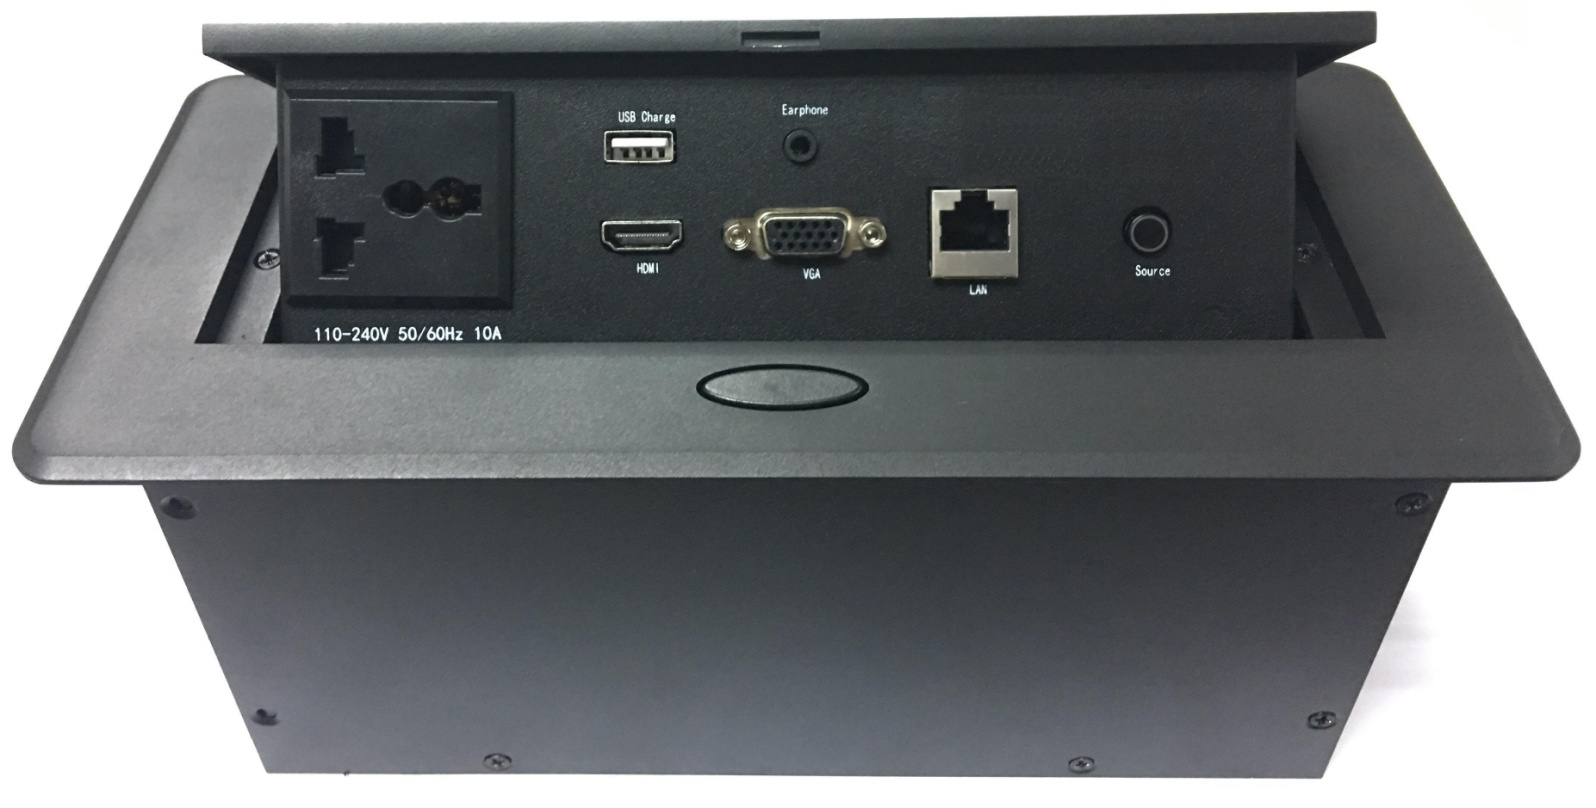 USB Charge
Earphone
HDMI
VGA
LAN
Source
110-240V 50/60Hz 10A